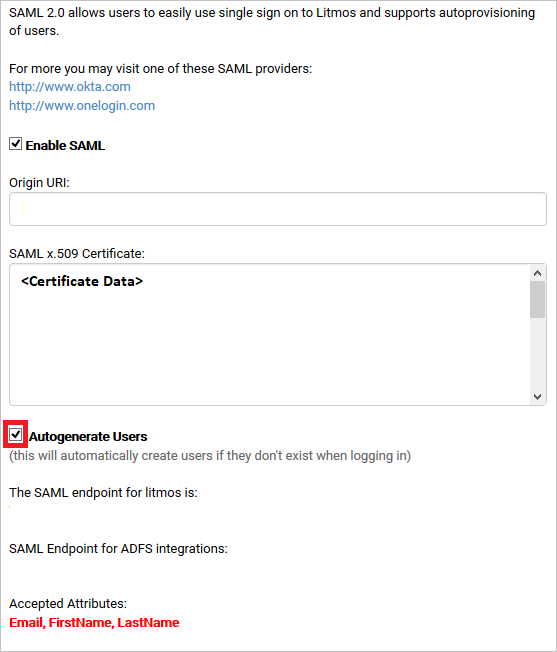 SAML 2.0 allows users to easily use single sign on to Litmos and supports autoprovisioning
of users.
For more you may visit one of these SAML providers:
http://www.okta.com
http://www.onelogin.com
Enable SAML
Origin URI:
SAML x.509 Certificate:
<Certificate Data>
Autogenerate Users
(this will automatically create users if they don't exist when logging in)
The SAML endpoint for litmos is:
SAML Endpoint for ADFS integrations:
Accepted Attributes:
Email, FirstName, LastName